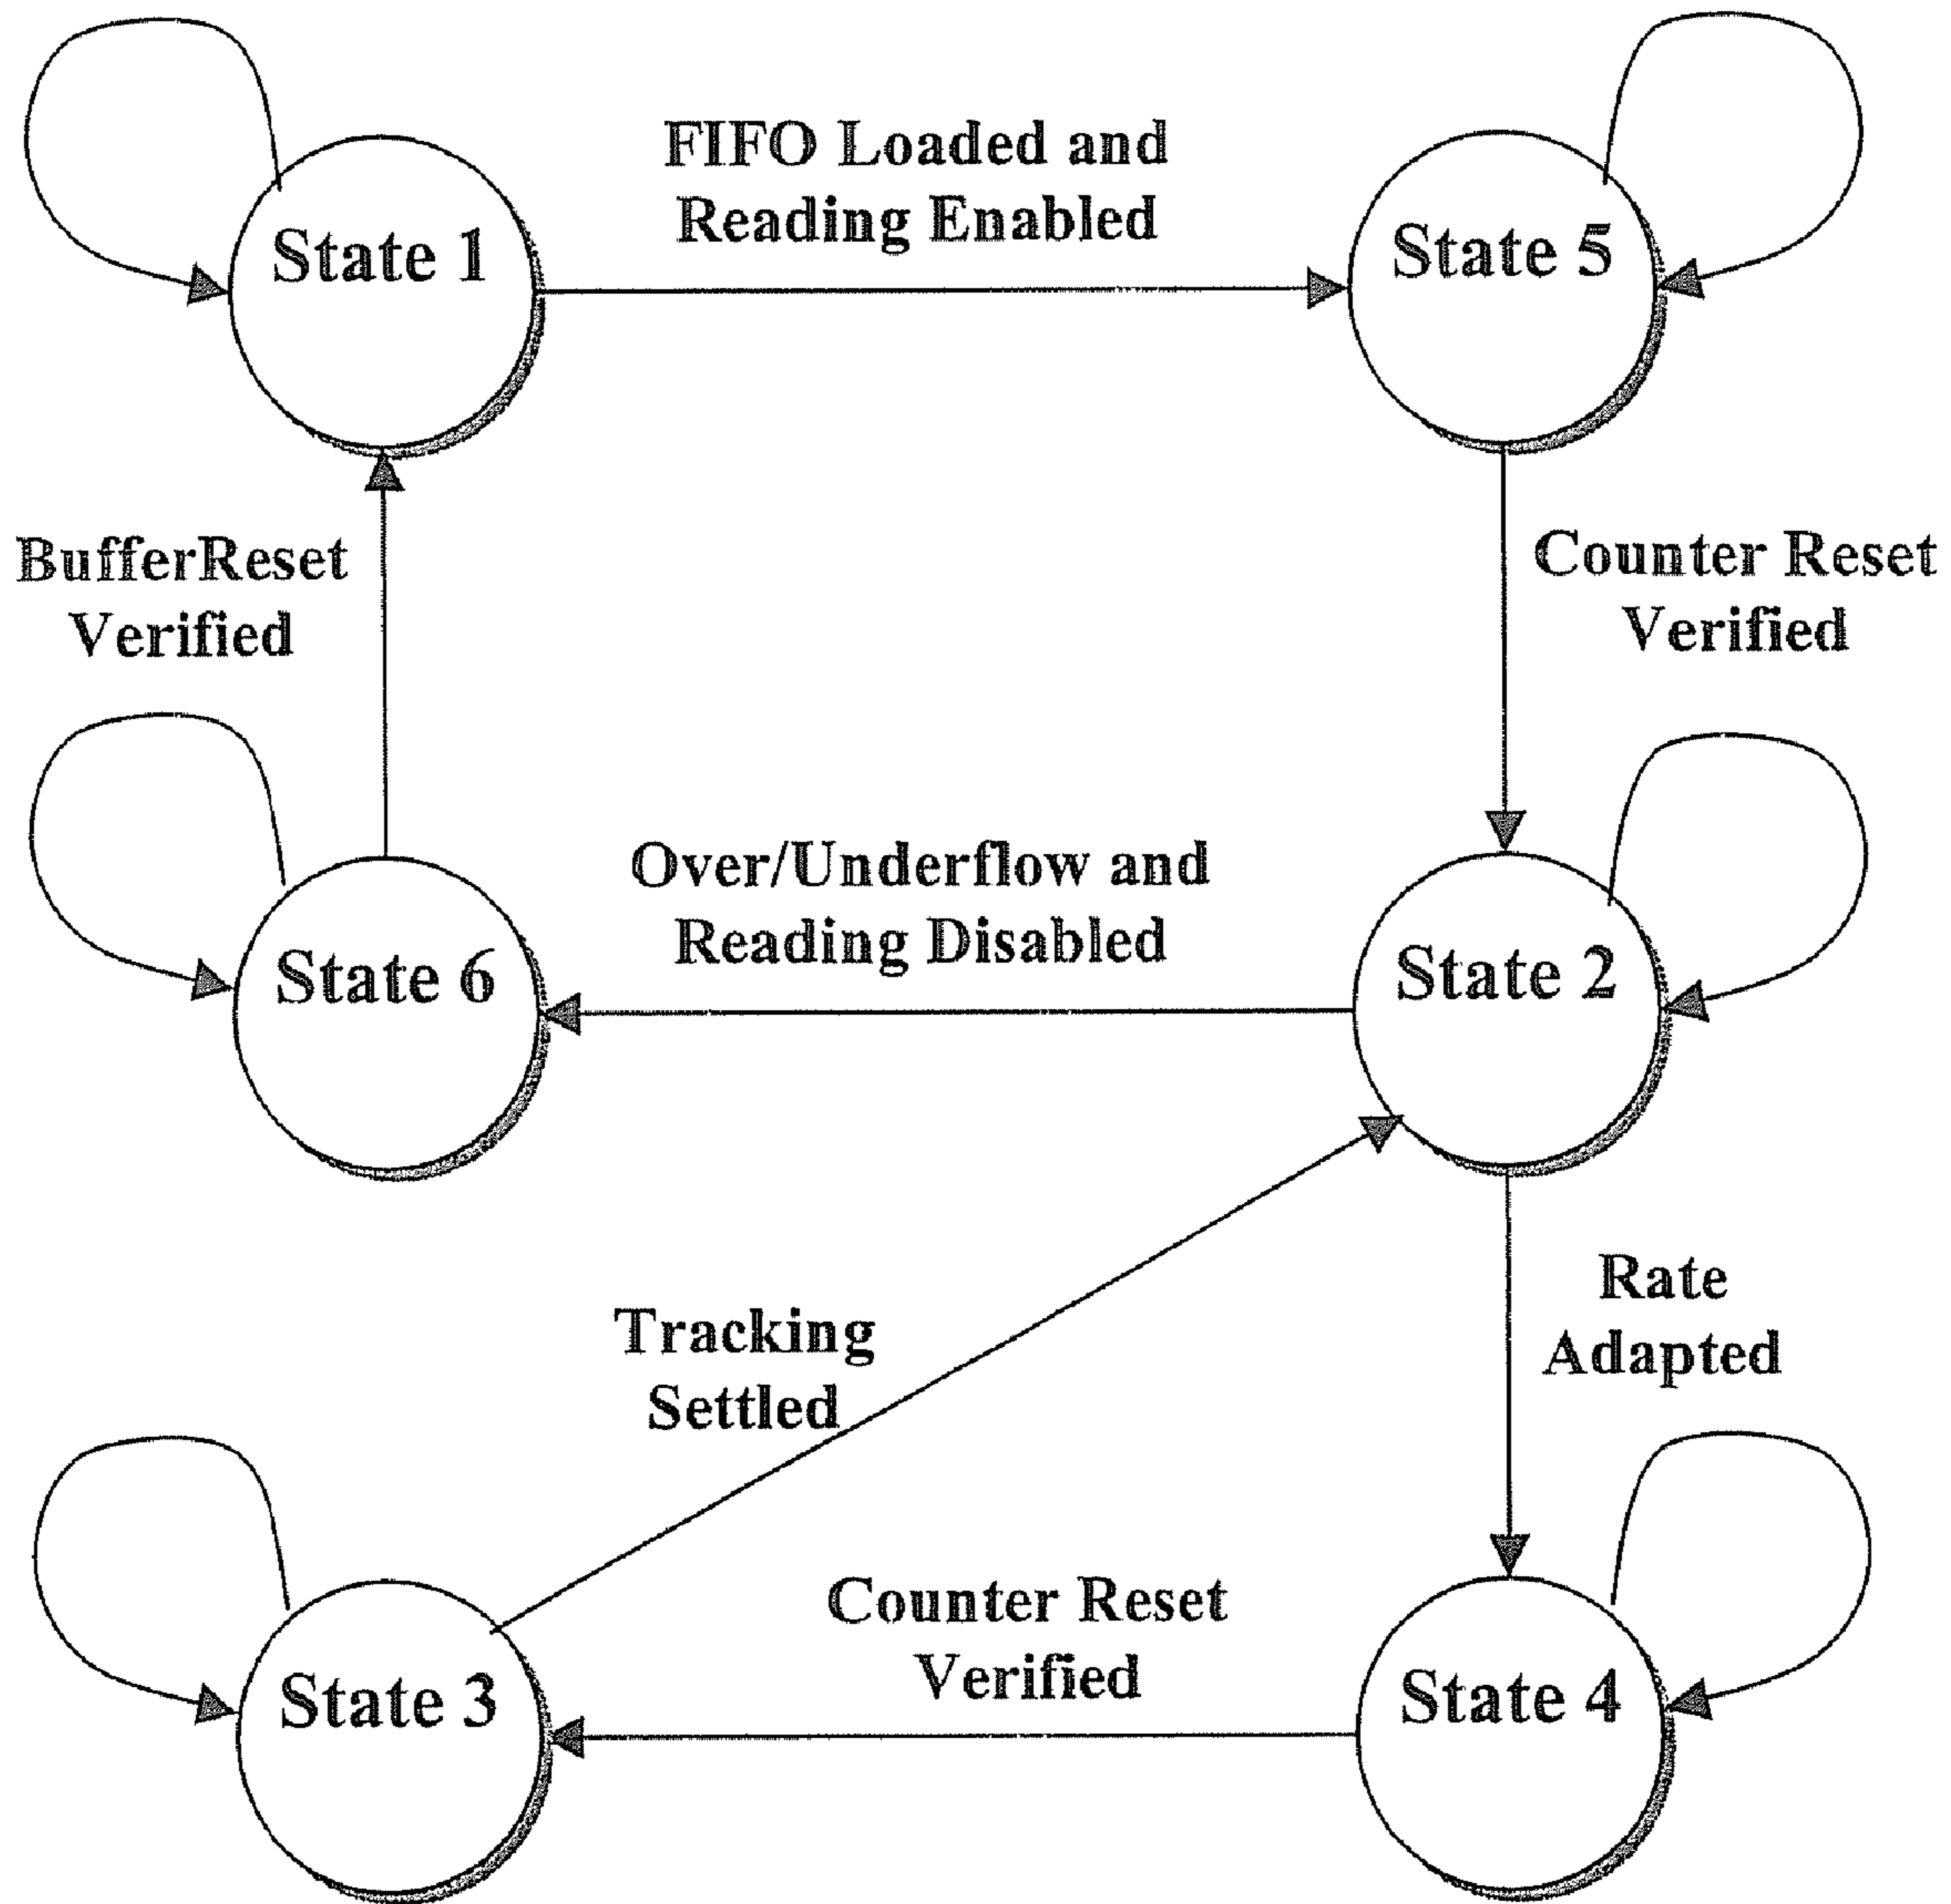 FIFO Loaded and
Reading Enabled
State 1
State 5
BufferReset
Verified
Counter Reset
Verified
Over/Underflow and
Reading Disabled
State 6
State 2
Rate
Adapted
Tracking
Settled
Counter Reset
Verified
State 3
State 4